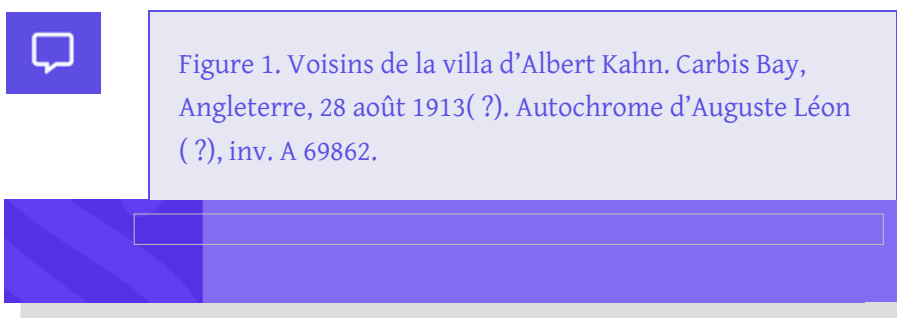 Figure 1. Voisins de la villa d’Albert Kahn. Carbis Bay,
Angleterre, 28 août 1913( ?). Autochrome d’Auguste Léon
( ?), inv. A 69862.